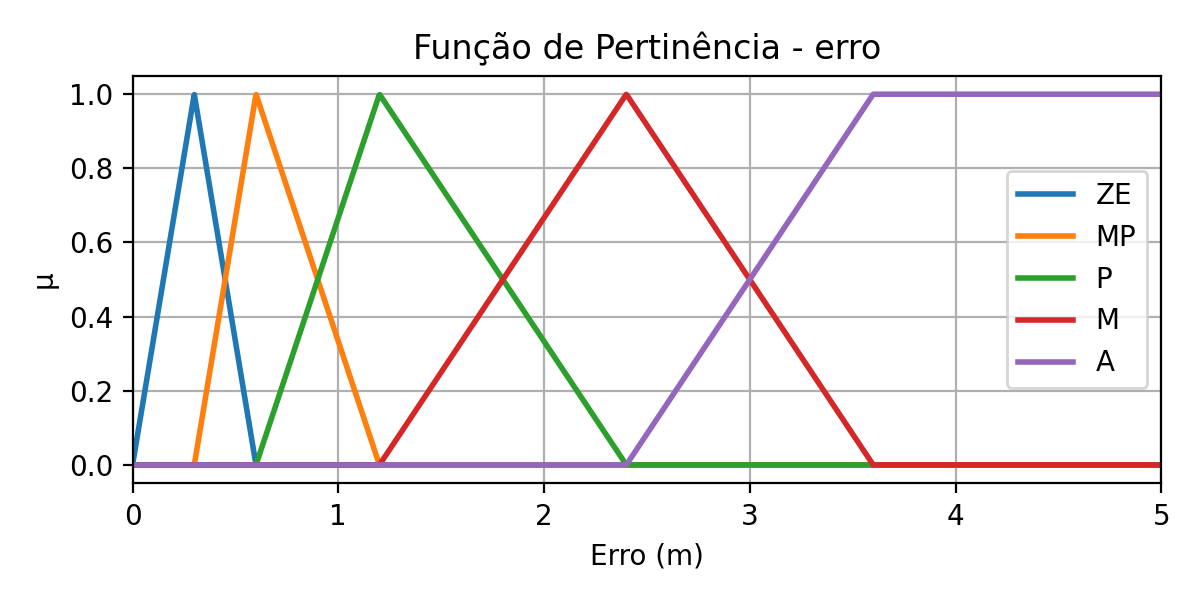 Função de Pertinência - erro
1.0
0.8
0.6
0.4
0.2
0.0
μ
ZE
MP
P
M
A
0 1 2 3 4 5
Erro (m)